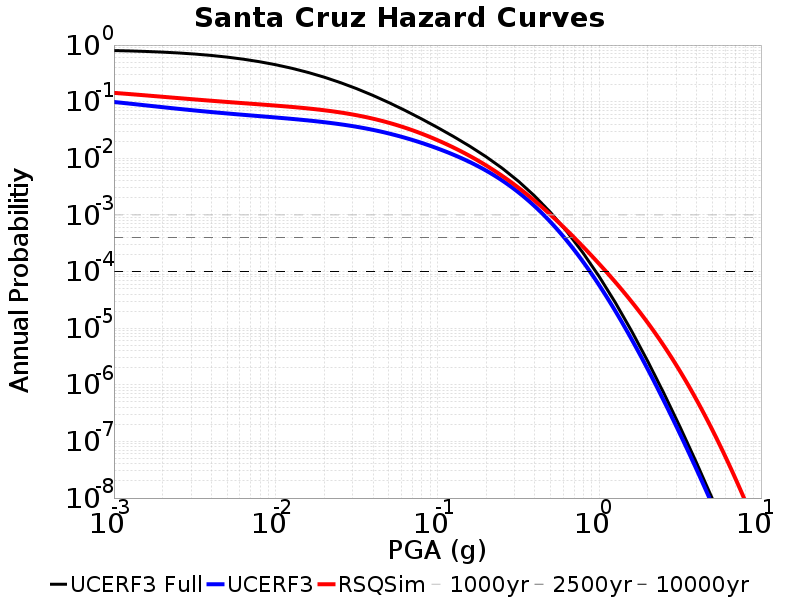 Santa Cruz Hazard Curves
Annual Probabilitiy
10^0
10^-1
10^-2
10^-3
10^-4
10^-5
10^-6
10^-7
10^-8
10^-3 10^-2 10^-1 10^0 10^1
PGA (g)
UCERF3 Full UCERF3 RSQSim 1000yr 2500yr 10000yr